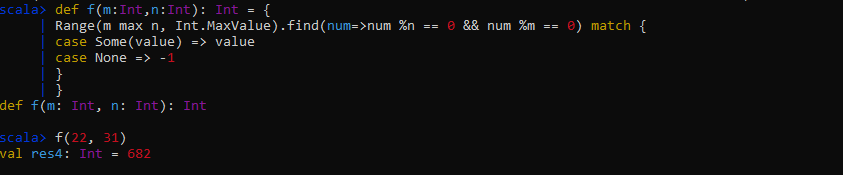 scala> def f(m:Int,n:Int): Int = {
     | Range(m max n, Int.MaxValue).find(num=>num %n == 0 && num %m == 0) match {
     | case Some(value) => value
     | case None => -1
     | }
     | }
def f(m: Int, n: Int): Int
scala> f(22, 31)
val res4: Int = 682